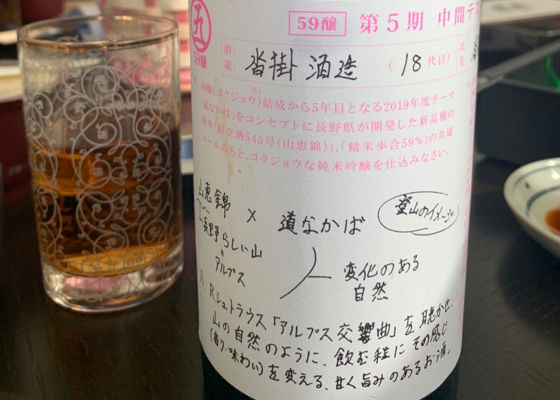 59醸
59醸 第5期 中間テ
酒蔵 沓掛酒造 (18代目) 氏名
(ゴクジョウ)結成から5年目となる2019年度テーマ
「道なかば」をコンセプトに長野県が開発した新品種の
酒米「信交酒545号(山恵錦)」、「精米歩合59%」の共通
ルールのもと、ゴクジョウな純米吟醸を仕込みなさい。
山恵錦 × 道なかば 登山のイメージ
長野らしい山
アルプス
変化のある
自然
R.シュトラウス「アルプス交響曲」を聴かせ、
山の自然のように、飲む程にその感じ
(香り・味わい)を変える、甘く旨みのあるお酒。